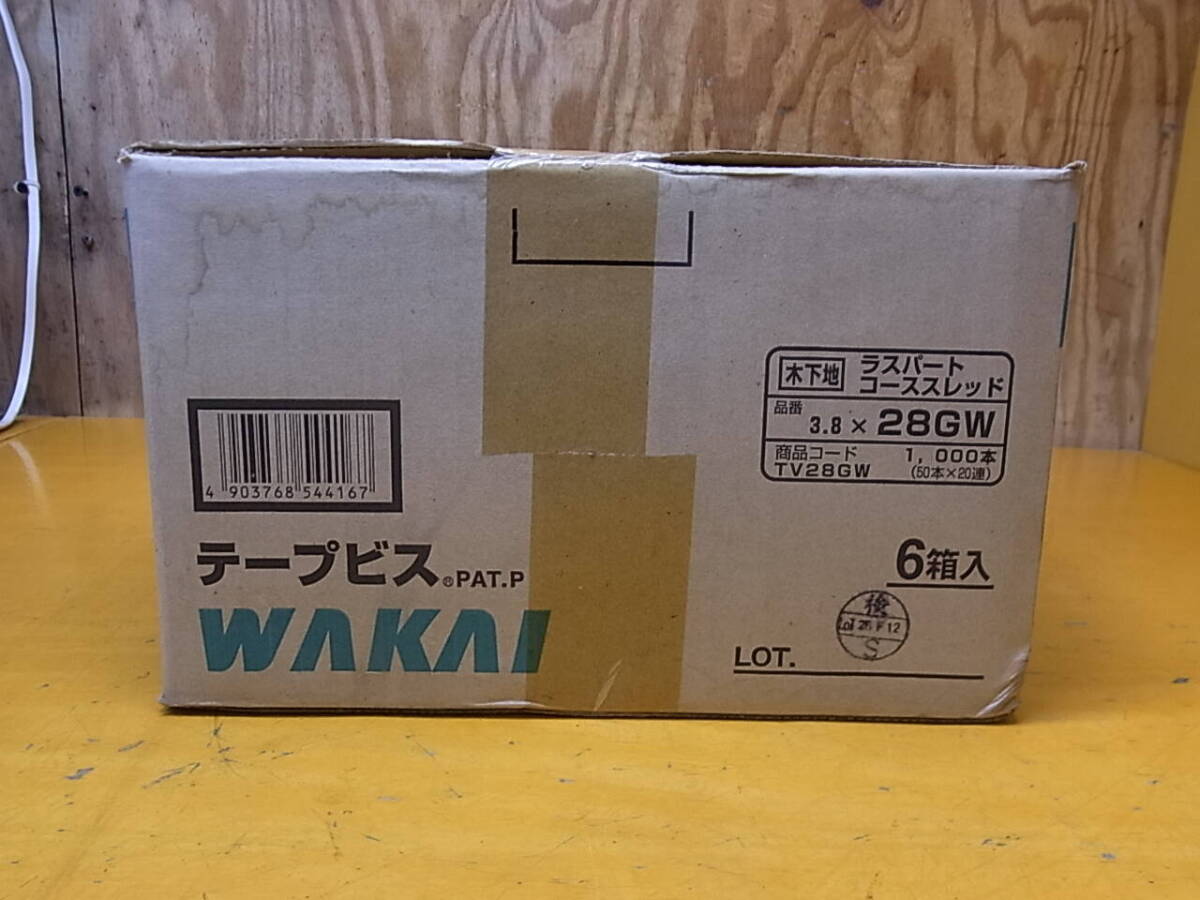 木下地 ラスパート
コーススレッド
品番
3.8 × 28GW
商品コード 1,000本
TV28GW (50本×20連)
4 903768 544167
テープビス®PAT.P
WAKAI
6箱入
検
12
S
LOT.